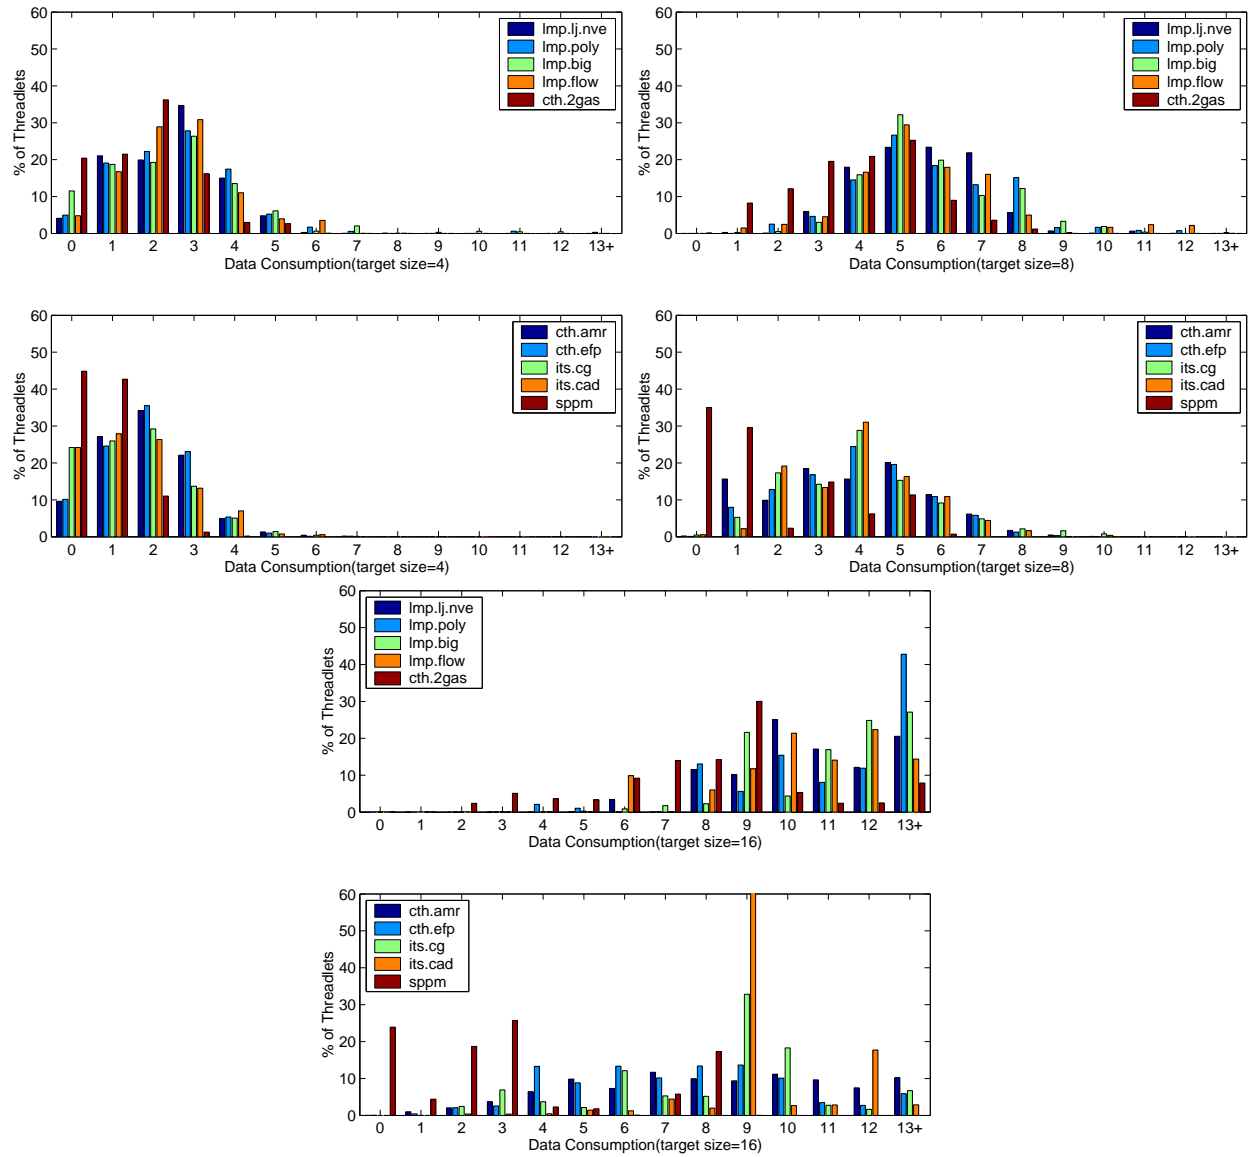 % of Threadlets
60
50
40
30
20
10
0
lmp.lj.nve
lmp.poly
lmp.big
lmp.flow
cth.2gas
0 1 2 3 4 5 6 7 8 9 10 11 12 13+
Data Consumption(target size=4)
% of Threadlets
60
50
40
30
20
10
0
lmp.lj.nve
lmp.poly
lmp.big
lmp.flow
cth.2gas
0 1 2 3 4 5 6 7 8 9 10 11 12 13+
Data Consumption(target size=8)
% of Threadlets
60
50
40
30
20
10
0
cth.amr
cth.efp
its.cg
its.cad
sppm
0 1 2 3 4 5 6 7 8 9 10 11 12 13+
Data Consumption(target size=4)
% of Threadlets
60
50
40
30
20
10
0
cth.amr
cth.efp
its.cg
its.cad
sppm
0 1 2 3 4 5 6 7 8 9 10 11 12 13+
Data Consumption(target size=8)
% of Threadlets
60
50
40
30
20
10
0
lmp.lj.nve
lmp.poly
lmp.big
lmp.flow
cth.2gas
0 1 2 3 4 5 6 7 8 9 10 11 12 13+
Data Consumption(target size=16)
% of Threadlets
60
50
40
30
20
10
0
cth.amr
cth.efp
its.cg
its.cad
sppm
0 1 2 3 4 5 6 7 8 9 10 11 12 13+
Data Consumption(target size=16)